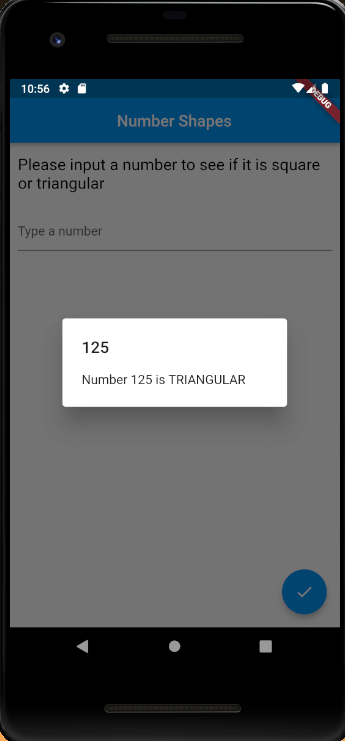 10:56
DEBUG
Number Shapes
Please input a number to see if it is square
or triangular
Type a number
125
Number 125 is TRIANGULAR